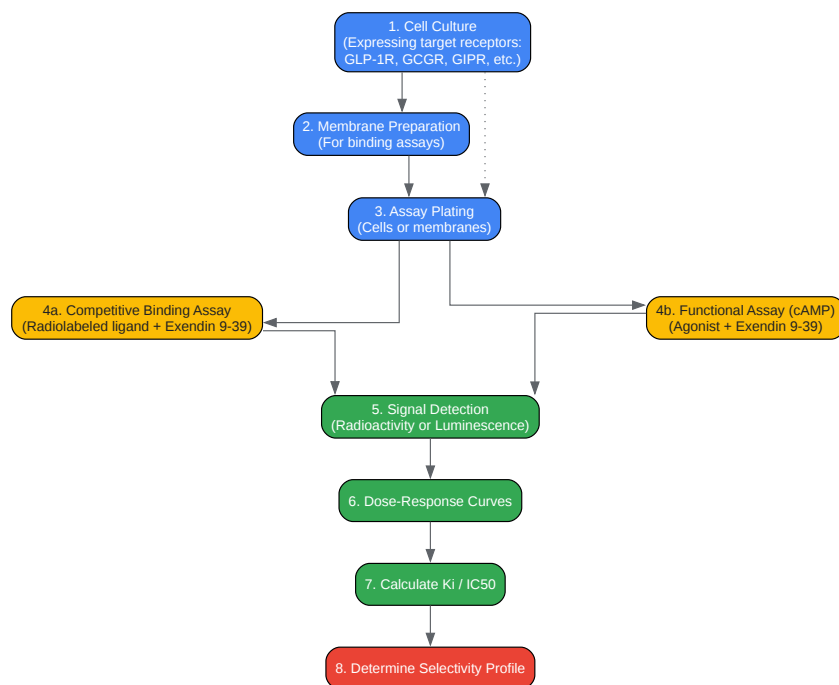 1. Cell Culture
(Expressing target receptors:
GLP-1R, GCGR, GIPR, etc.)
2. Membrane Preparation
(For binding assays)
3. Assay Plating
(Cells or membranes)
4a. Competitive Binding Assay
(Radiolabeled ligand + Exendin 9-39)
4b. Functional Assay (cAMP)
(Agonist + Exendin 9-39)
5. Signal Detection
(Radioactivity or Luminescence)
6. Dose-Response Curves
7. Calculate Ki / IC50
8. Determine Selectivity Profile